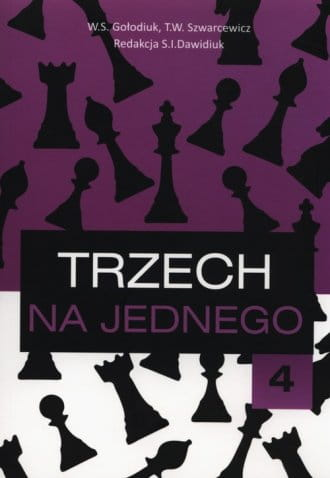 W.S. Gołodiuk, T.W. Szwarcewicz
Redakcja S.I.Dawidiuk
TRZECH
NA JEDNEGO
4